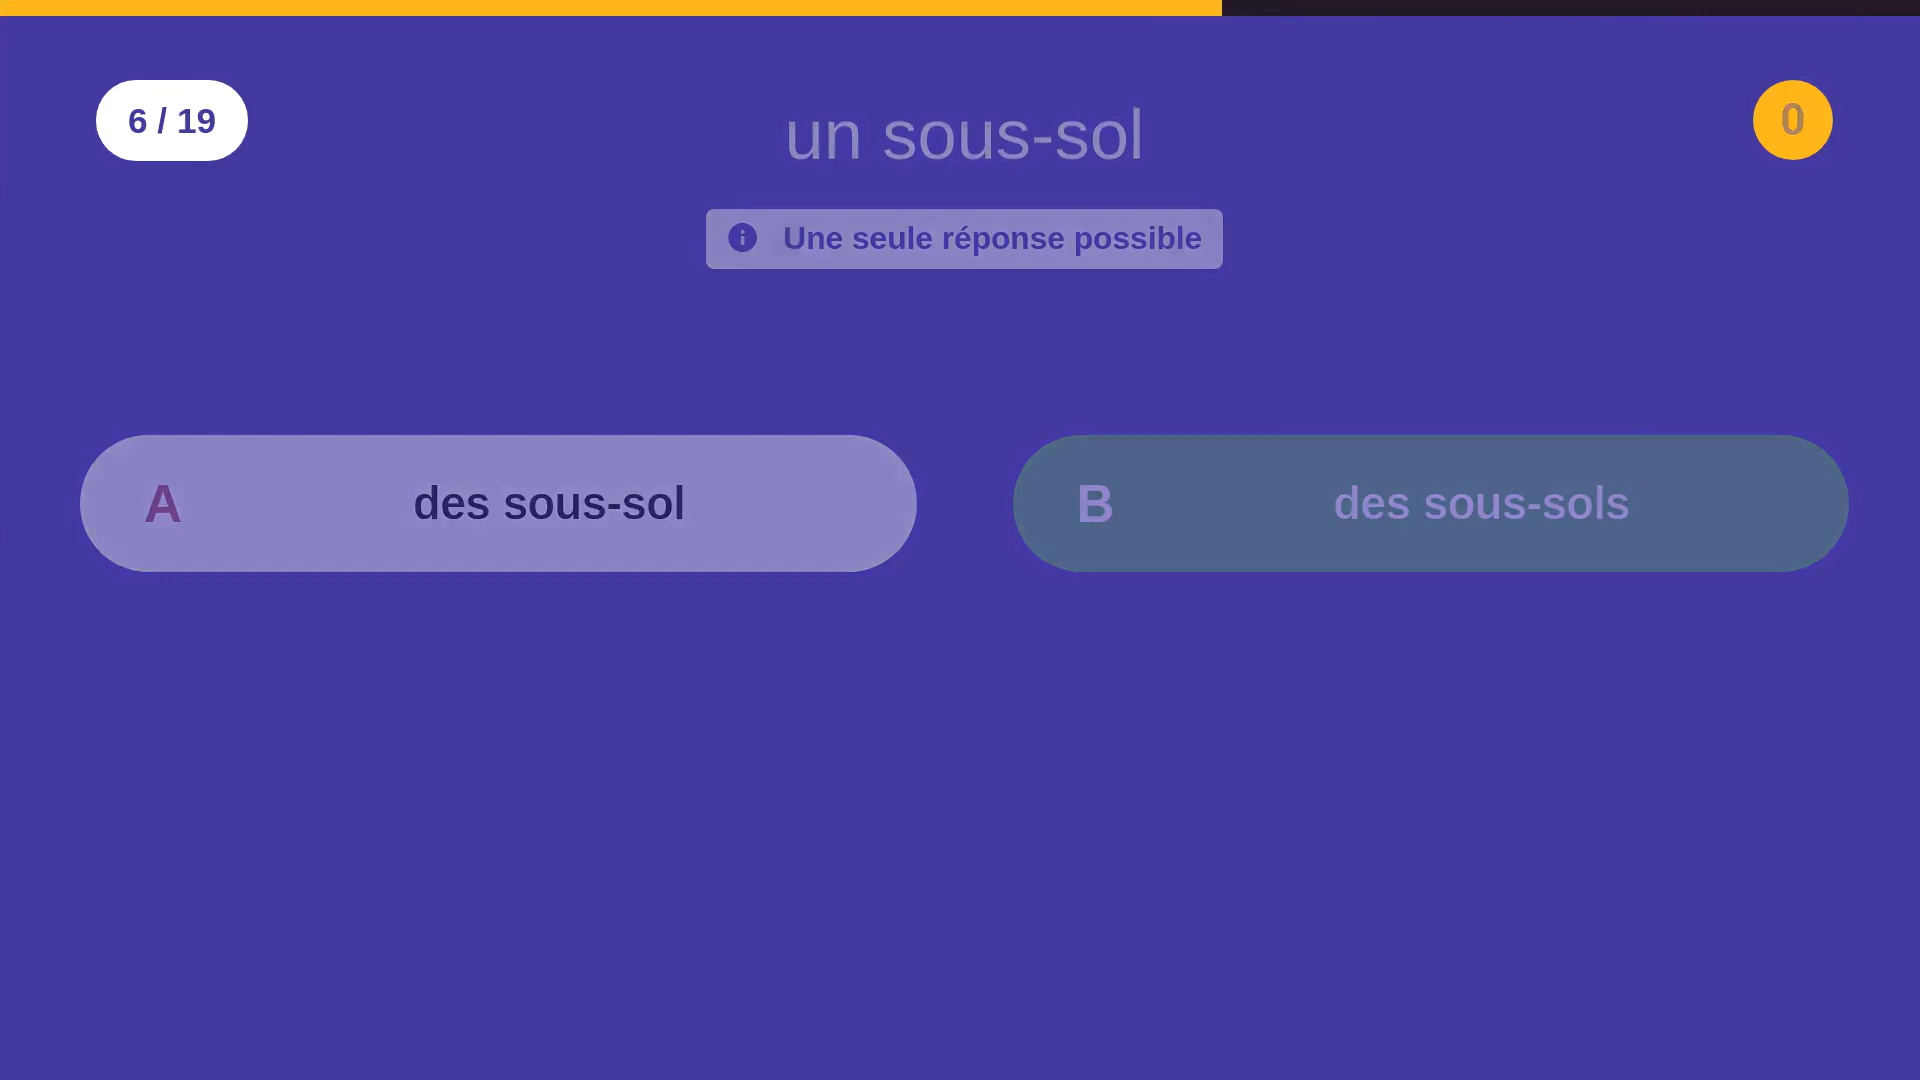 6 / 19
un sous-sol
0
Une seule réponse possible
A
des sous-sol
B
des sous-sols